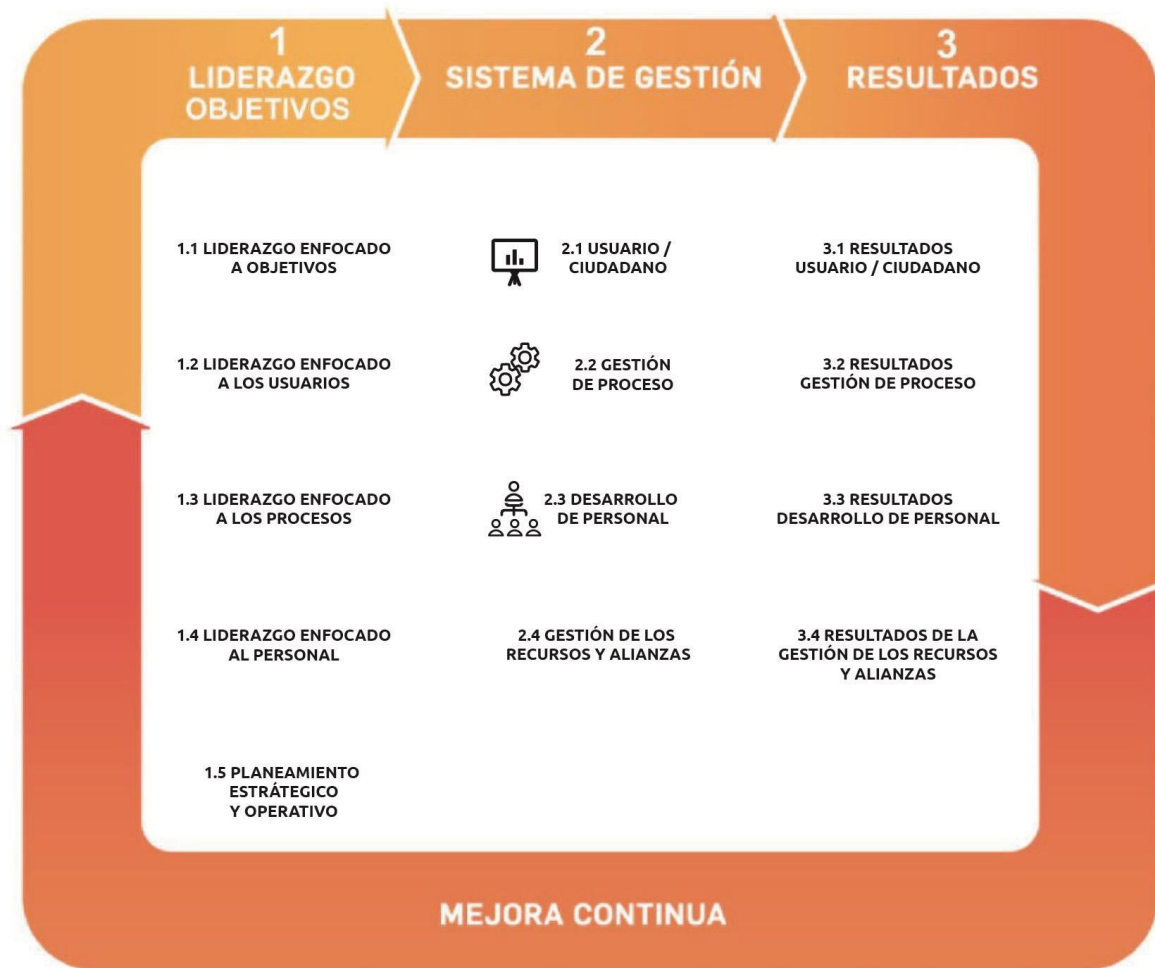 1
LIDERAZGO
OBJETIVOS
2
SISTEMA DE GESTIÓN
3
RESULTADOS
1.1 LIDERAZGO ENFOCADO
A OBJETIVOS
2.1 USUARIO /
CIUDADANO
3.1 RESULTADOS
USUARIO / CIUDADANO
1.2 LIDERAZGO ENFOCADO
A LOS USUARIOS
2.2 GESTIÓN
DE PROCESO
3.2 RESULTADOS
GESTIÓN DE PROCESO
1.3 LIDERAZGO ENFOCADO
A LOS PROCESOS
2.3 DESARROLLO
DE PERSONAL
3.3 RESULTADOS
DESARROLLO DE PERSONAL
1.4 LIDERAZGO ENFOCADO
AL PERSONAL
2.4 GESTIÓN DE LOS
RECURSOS Y ALIANZAS
3.4 RESULTADOS DE LA
GESTIÓN DE LOS RECURSOS
Y ALIANZAS
1.5 PLANEAMIENTO
ESTRÁTEGICO
Y OPERATIVO
MEJORA CONTINUA